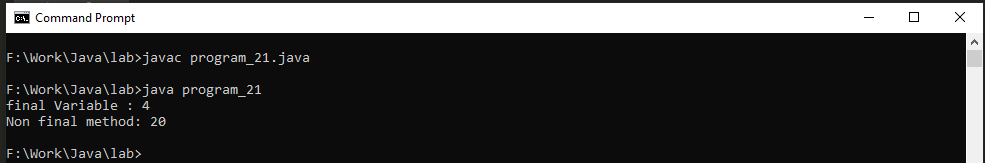 Command Prompt
F:\Work\Java\lab>javac program_21.java
F:\Work\Java\lab>java program_21
final Variable : 4
Non final method: 20
F:\Work\Java\lab>